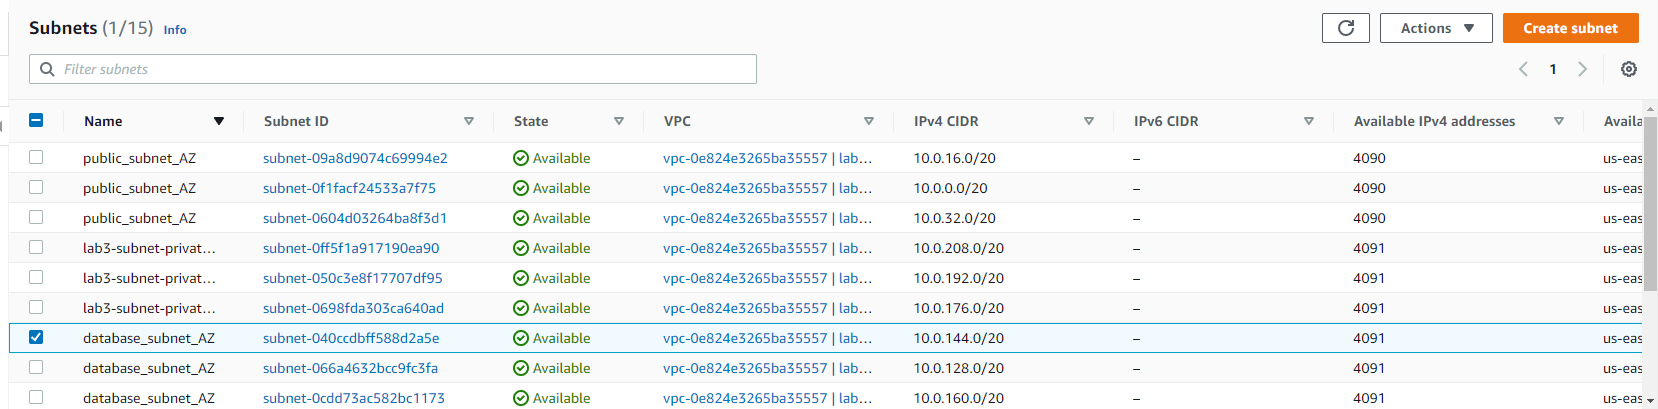 Subnets (1/15) Info Actions Create subnet
Filter subnets 1
Name Subnet ID State VPC IPv4 CIDR IPv6 CIDR Available IPv4 addresses Availa
public_subnet_AZ subnet-09a8d9074c69994e2 Available vpc-0e824e3265ba35557 | lab... 10.0.16.0/20 – 4090 us-eas
public_subnet_AZ subnet-0f1facf24533a7f75 Available vpc-0e824e3265ba35557 | lab... 10.0.0.0/20 – 4090 us-eas
public_subnet_AZ subnet-0604d03264ba8f3d1 Available vpc-0e824e3265ba35557 | lab... 10.0.32.0/20 – 4090 us-eas
lab3-subnet-privat... subnet-0ff5f1a917190ea90 Available vpc-0e824e3265ba35557 | lab... 10.0.208.0/20 – 4091 us-eas
lab3-subnet-privat... subnet-050c3e8f17707df95 Available vpc-0e824e3265ba35557 | lab... 10.0.192.0/20 – 4091 us-eas
lab3-subnet-privat... subnet-0698fda303ca640ad Available vpc-0e824e3265ba35557 | lab... 10.0.176.0/20 – 4091 us-eas
database_subnet_AZ subnet-040ccdbff588d2a5e Available vpc-0e824e3265ba35557 | lab... 10.0.144.0/20 – 4091 us-eas
database_subnet_AZ subnet-066a4632bcc9fc3fa Available vpc-0e824e3265ba35557 | lab... 10.0.128.0/20 – 4091 us-eas
database_subnet_AZ subnet-0cdd73ac582bc1173 Available vpc-0e824e3265ba35557 | lab... 10.0.160.0/20 – 4091 us-eas